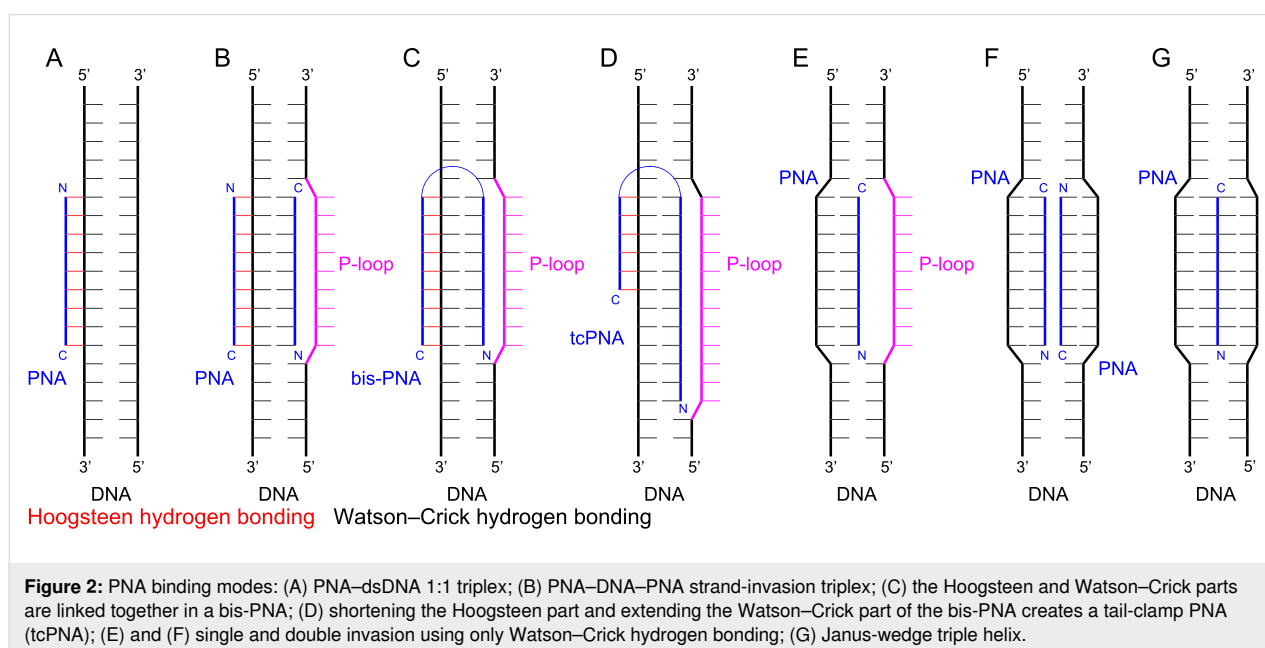 A B C D E F G
5’ 3’ 5’ 3’ 5’ 3’ 5’ 3’ 5’ 3’ 5’ 3’ 5’ 3’
PNA PNA PNA
N N C C C N C
P-loop P-loop P-loop P-loop
C
tcPNA
C C N C N N N C N
PNA PNA bis-PNA PNA
N
3’ 5’ 3’ 5’ 3’ 5’ 3’ 5’ 3’ 5’ 3’ 5’ 3’ 5’
DNA DNA DNA DNA DNA DNA DNA
Hoogsteen hydrogen bonding Watson–Crick hydrogen bonding
Figure 2: PNA binding modes: (A) PNA–dsDNA 1:1 triplex; (B) PNA–DNA–PNA strand-invasion triplex; (C) the Hoogsteen and Watson–Crick parts
are linked together in a bis-PNA; (D) shortening the Hoogsteen part and extending the Watson–Crick part of the bis-PNA creates a tail-clamp PNA
(tcPNA); (E) and (F) single and double invasion using only Watson–Crick hydrogen bonding; (G) Janus-wedge triple helix.